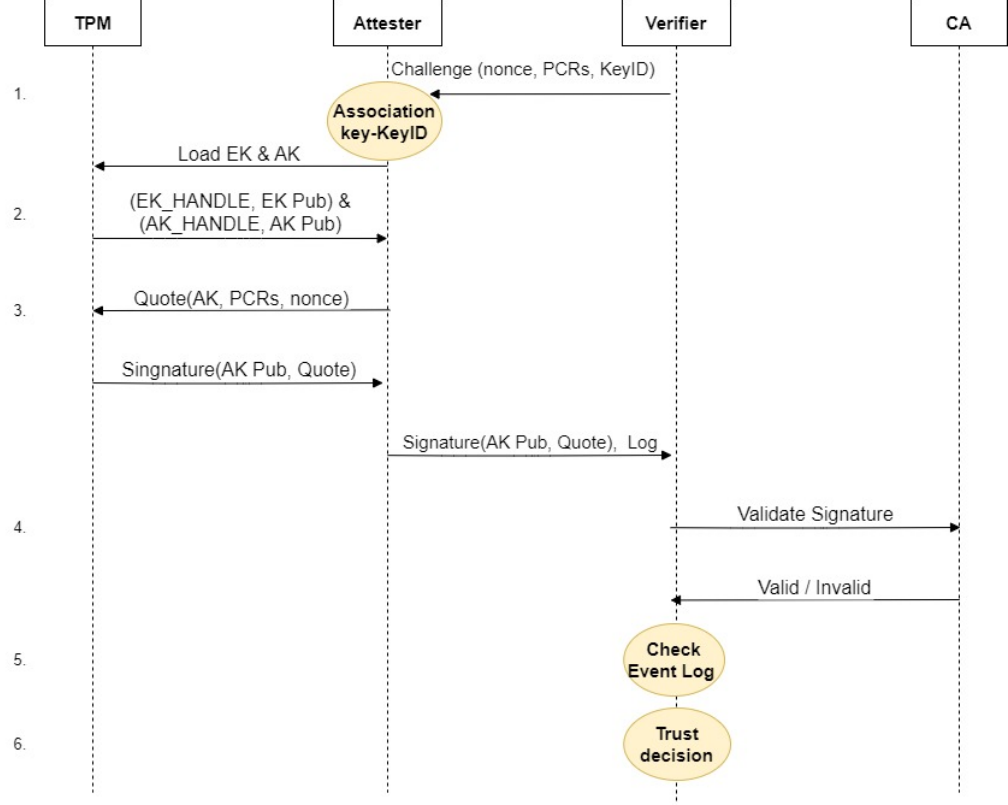 TPM
Attester
Verifier
CA
Challenge (nonce, PCRs, KeyID)
1.
Association
key-KeyID
Load EK & AK
(EK_HANDLE, EK Pub) &
2.
(AK_HANDLE, AK Pub)
Quote(AK, PCRs, nonce)
3.
Singnature(AK Pub, Quote)
Signature(AK Pub, Quote), Log
Validate Signature
4.
Valid / Invalid
Check
Event Log
5.
Trust
decision
6.